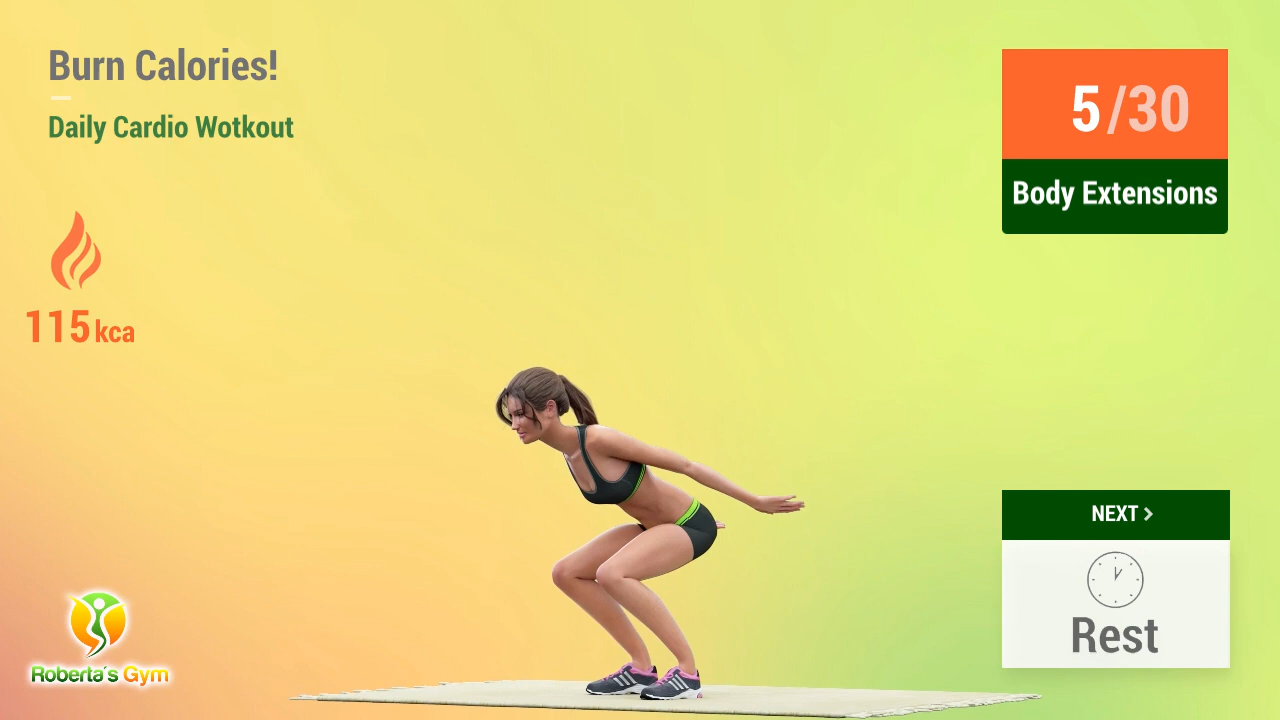 Burn Calories!
Daily Cardio Wotkout
5/30
Body Extensions
115 kca
NEXT >
Rest
Roberta´s Gym